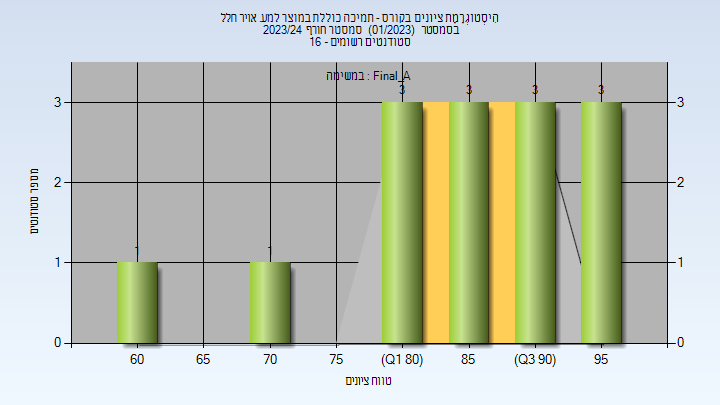 הִיסְטוֹגְרָמַת ציונים בקורס - תמיכה כוללת במוצר למע. אויר חלל
בסמסטר (01/2023) סמסטר חורף 2023/24
סטודנטים רשומים - 16
במשימה : Final_A
3 3 3 3
1 1
3 3
2 2
1 1
0 0
מספר סטודנטים
60 65 70 75 (Q1 80) 85 (Q3 90) 95
טווח ציונים